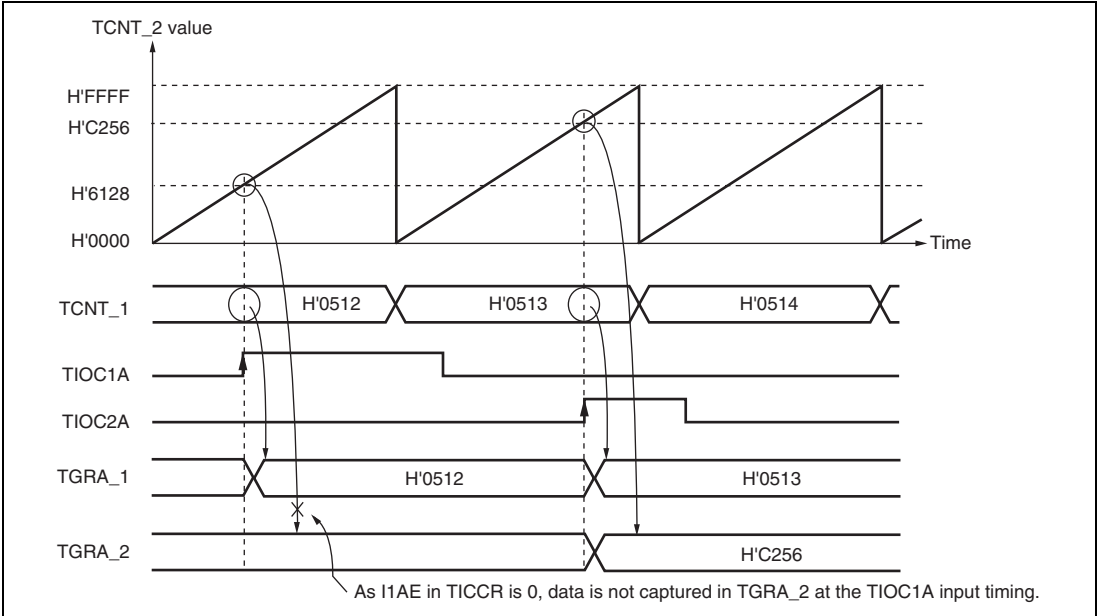 TCNT_2 value
H'FFFF
H'C256
H'6128
H'0000
Time
TCNT_1
H'0512
H'0513
H'0514
TIOC1A
TIOC2A
TGRA_1
H'0512
H'0513
TGRA_2
H'C256
As I1AE in TICCR is 0, data is not captured in TGRA_2 at the TIOC1A input timing.